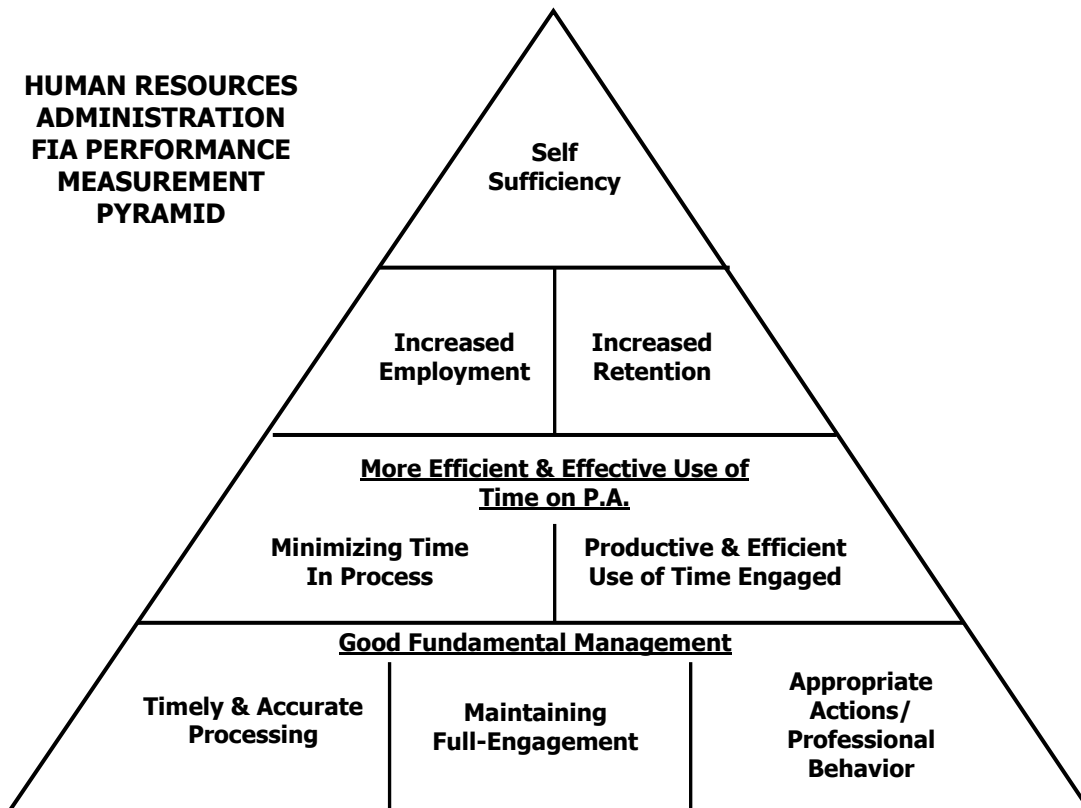 HUMAN RESOURCES
ADMINISTRATION
FIA PERFORMANCE
MEASUREMENT
PYRAMID
Self
Sufficiency
Increased
Employment
Increased
Retention
More Efficient & Effective Use of
Time on P.A.
Minimizing Time
In Process
Productive & Efficient
Use of Time Engaged
Good Fundamental Management
Timely & Accurate
Processing
Maintaining
Full-Engagement
Appropriate
Actions/
Professional
Behavior